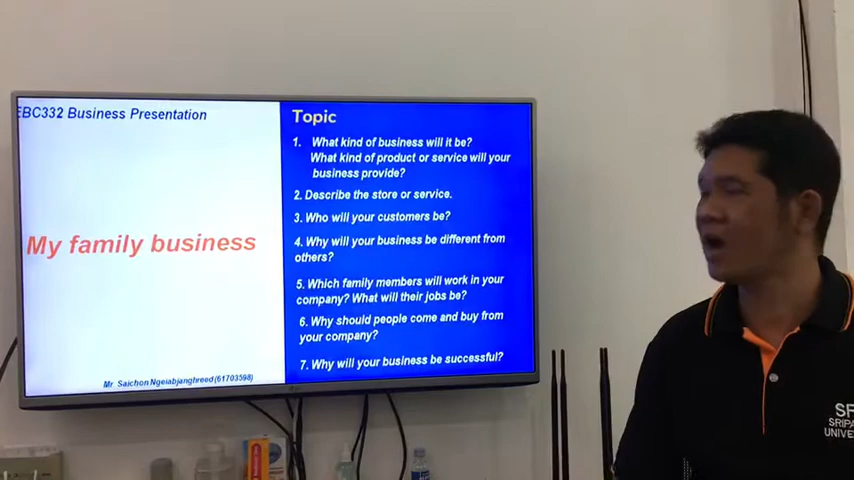 EBC332 Business Presentation
My family business
Mr. Saichon Ngeiabjanghreed (61703598)
Topic
1. What kind of business will it be?
What kind of product or service will your
business provide?
2. Describe the store or service.
3. Who will your customers be?
4. Why will your business be different from
others?
5. Which family members will work in your
company? What will their jobs be?
6. Why should people come and buy from
your company?
7. Why will your business be successful?